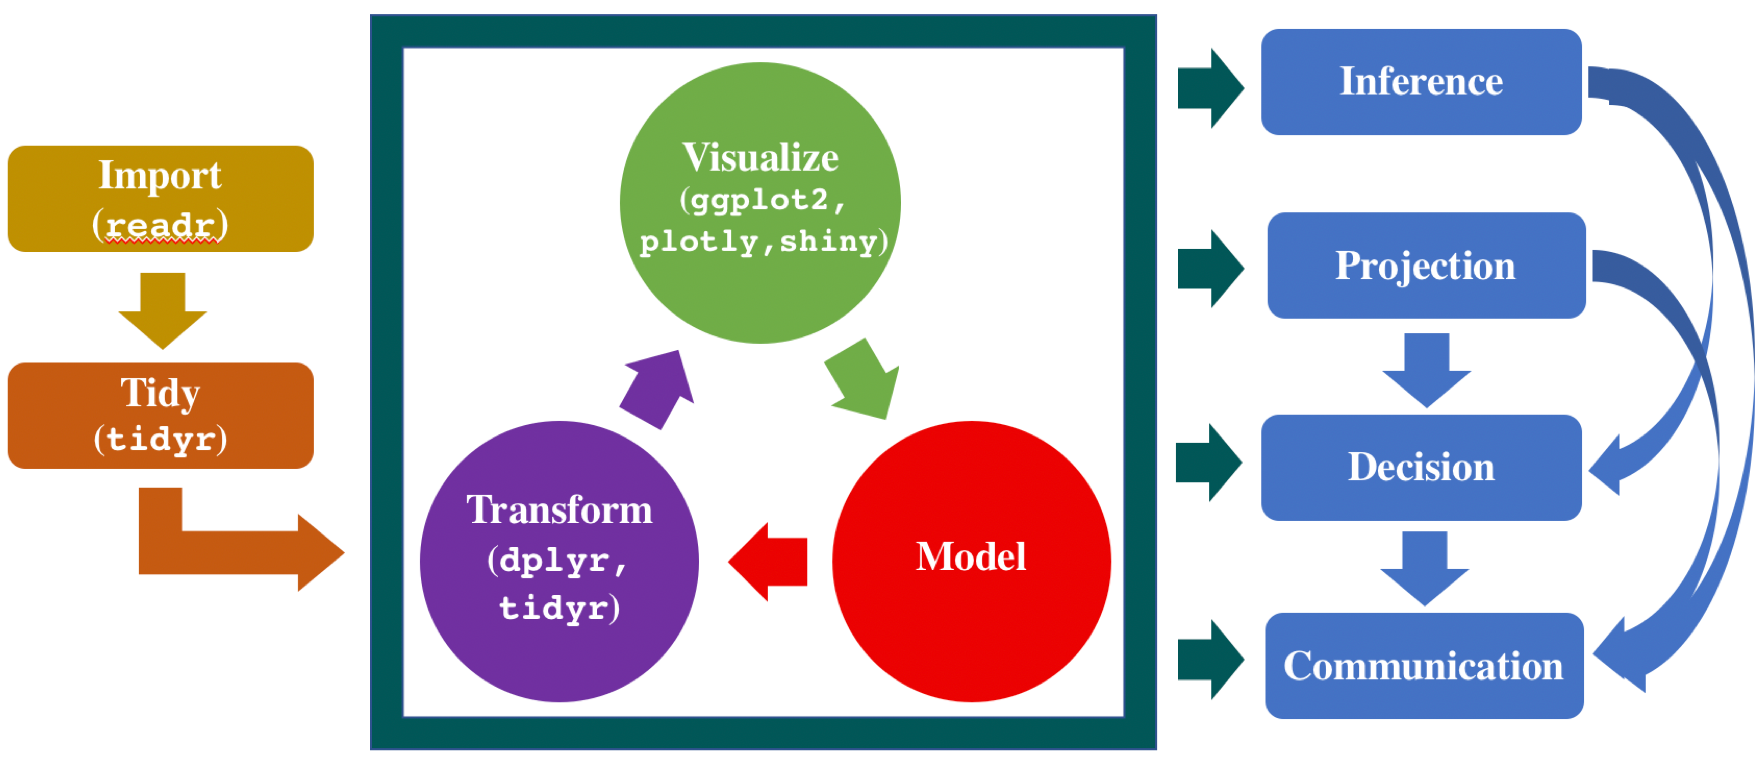 Import
(readr)
Tidy
(tidyr)
Visualize
(ggplot2,
plotly,shiny)
Transform
(dplyr,
tidyr)
Model
Inference
Projection
Decision
Communication